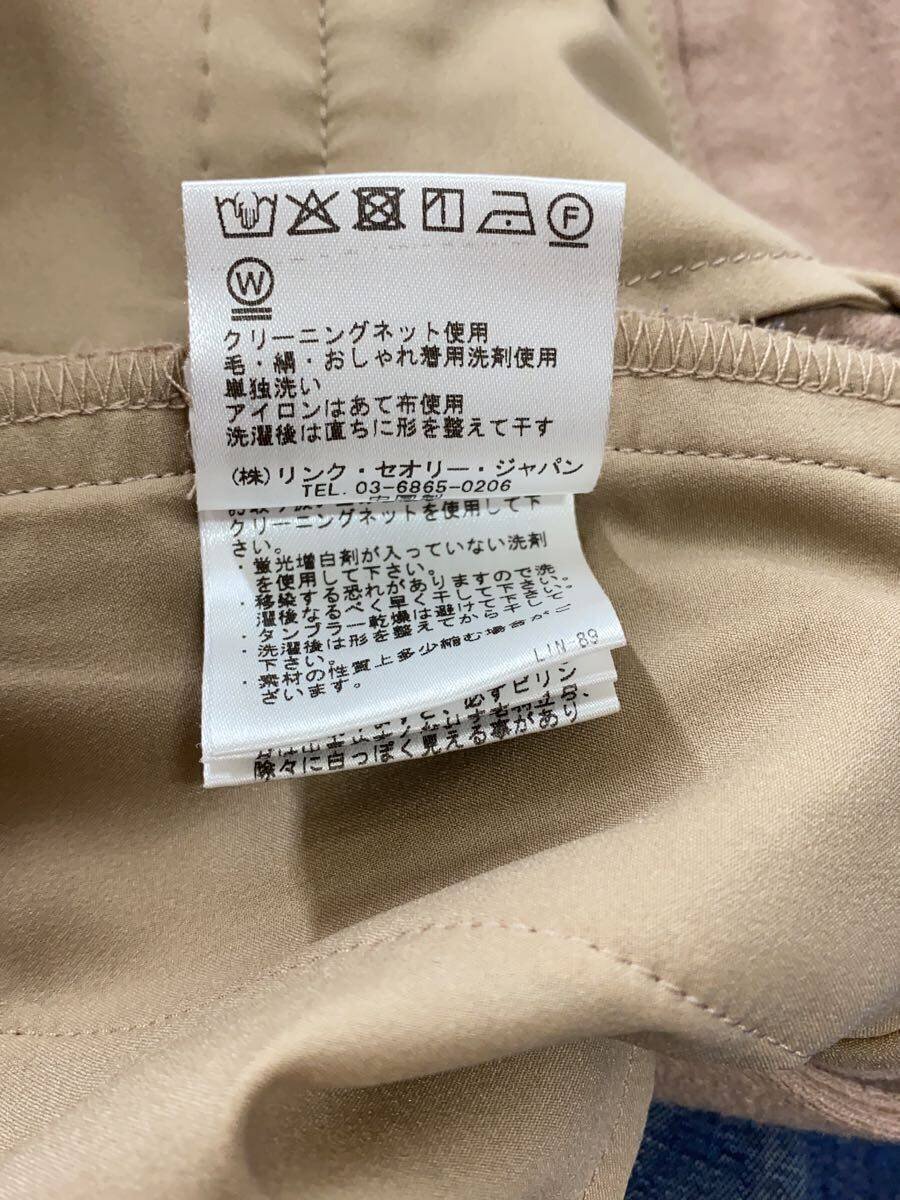 F
W
クリーニングネット使用
毛・絹・おしゃれ着用洗剤使用
単独洗い
アイロンはあて布使用
洗濯後は直ちに形を整えて干す
(株)リンク・セオリー・ジャパン
TEL. 03-6865-0206
クリーニングネットを使用して下
さい。
・蛍光増白剤が入っていない洗剤
を使用して下さい。
・移染する恐れがありますので洗
濯後なるべく早く干して下さい。
・タンブラー乾燥は避けて下さい。
・洗濯後は形を整えてから干して
下さい。
・素材の性質上多少縮む場合がご
ざいます。
LIN-89
、必ずピリン
除々に白っぽく見える事があり